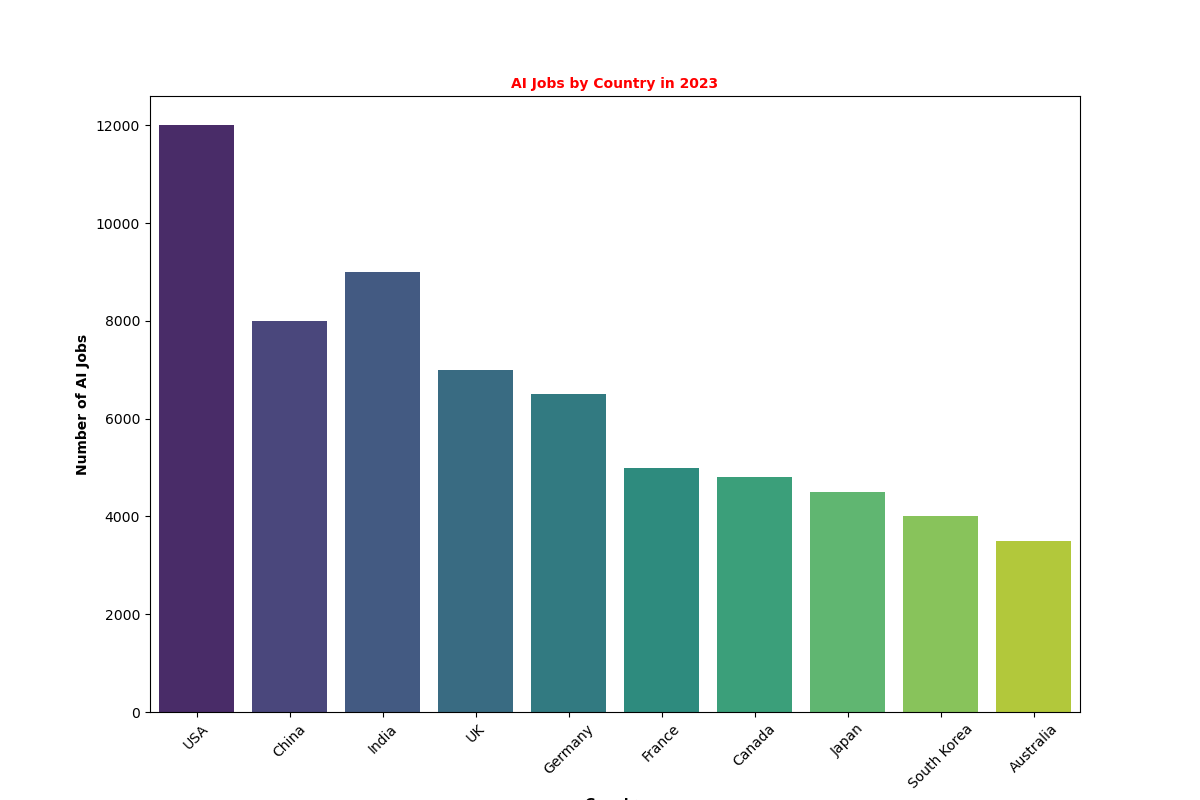 AI Jobs by Country in 2023
Number of AI Jobs
12000
10000
8000
6000
4000
2000
0
USA
China
India
UK
Germany
France
Canada
Japan
South Korea
Australia